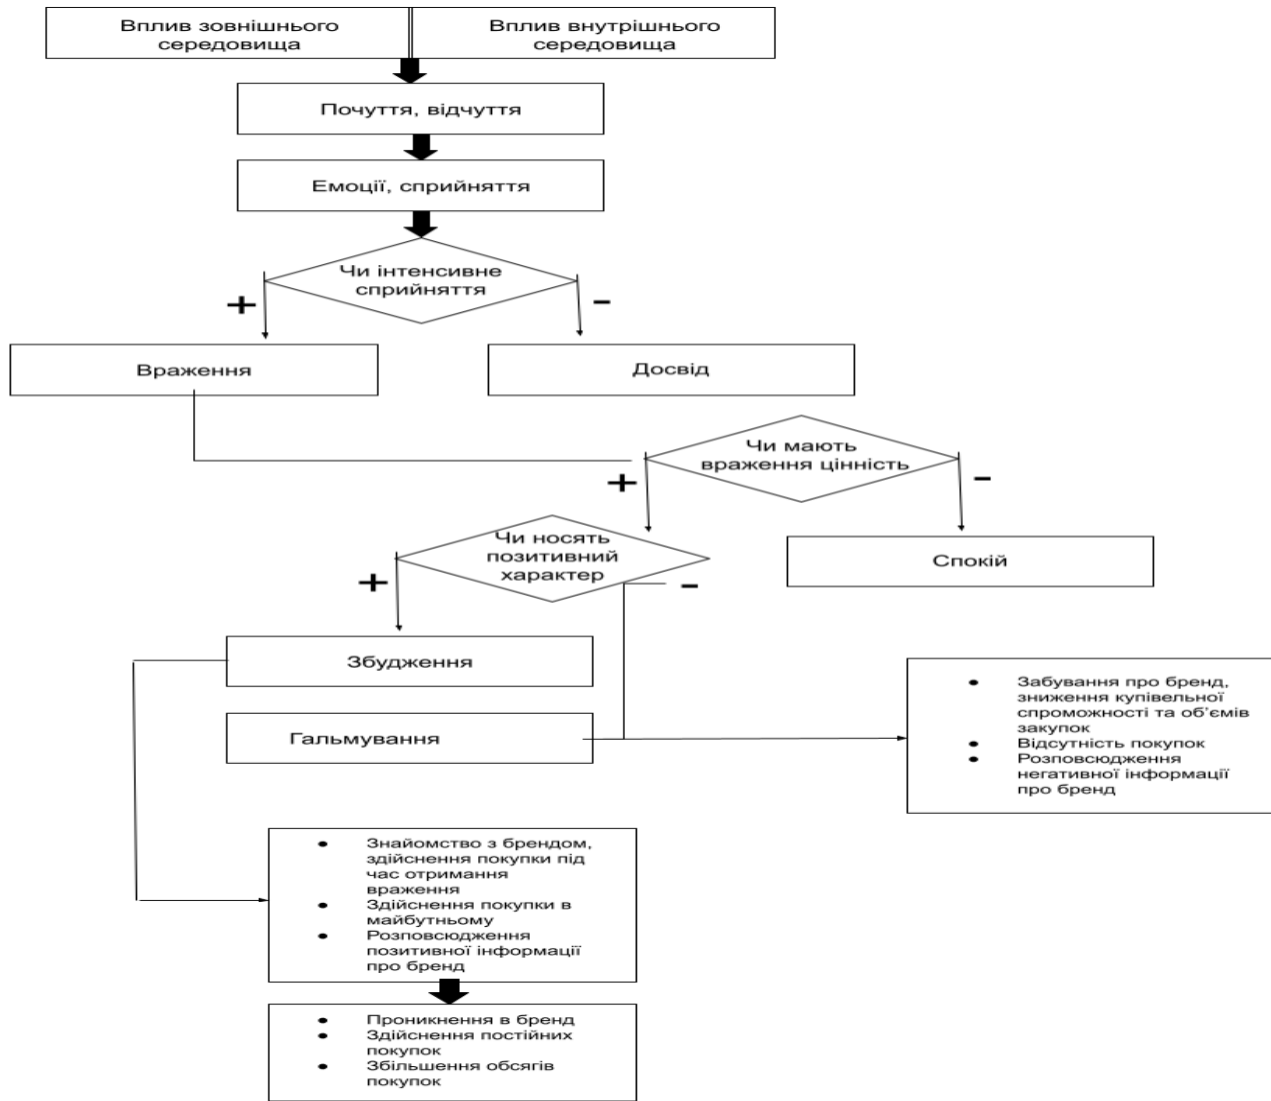 Вплив зовнішнього
середовища
Вплив внутрішнього
середовища
Почуття, відчуття
Емоції, сприйняття
Чи інтенсивне
сприйняття
+
-
Враження
Досвід
Чи мають
враження цінність
+
-
Чи носять
позитивний
характер
Спокій
+
-
Збудження
Гальмування
● Забування про бренд,
зниження купівельної
спроможності та об’ємів
закупок
● Відсутність покупок
● Розповсюдження
негативної інформації
про бренд
● Знайомство з брендом,
здійснення покупки під
час отримання
враження
● Здійснення покупки в
майбутньому
● Розповсюдження
позитивної інформації
про бренд
● Проникнення в бренд
● Здійснення постійних
покупок
● Збільшення обсягів
покупок